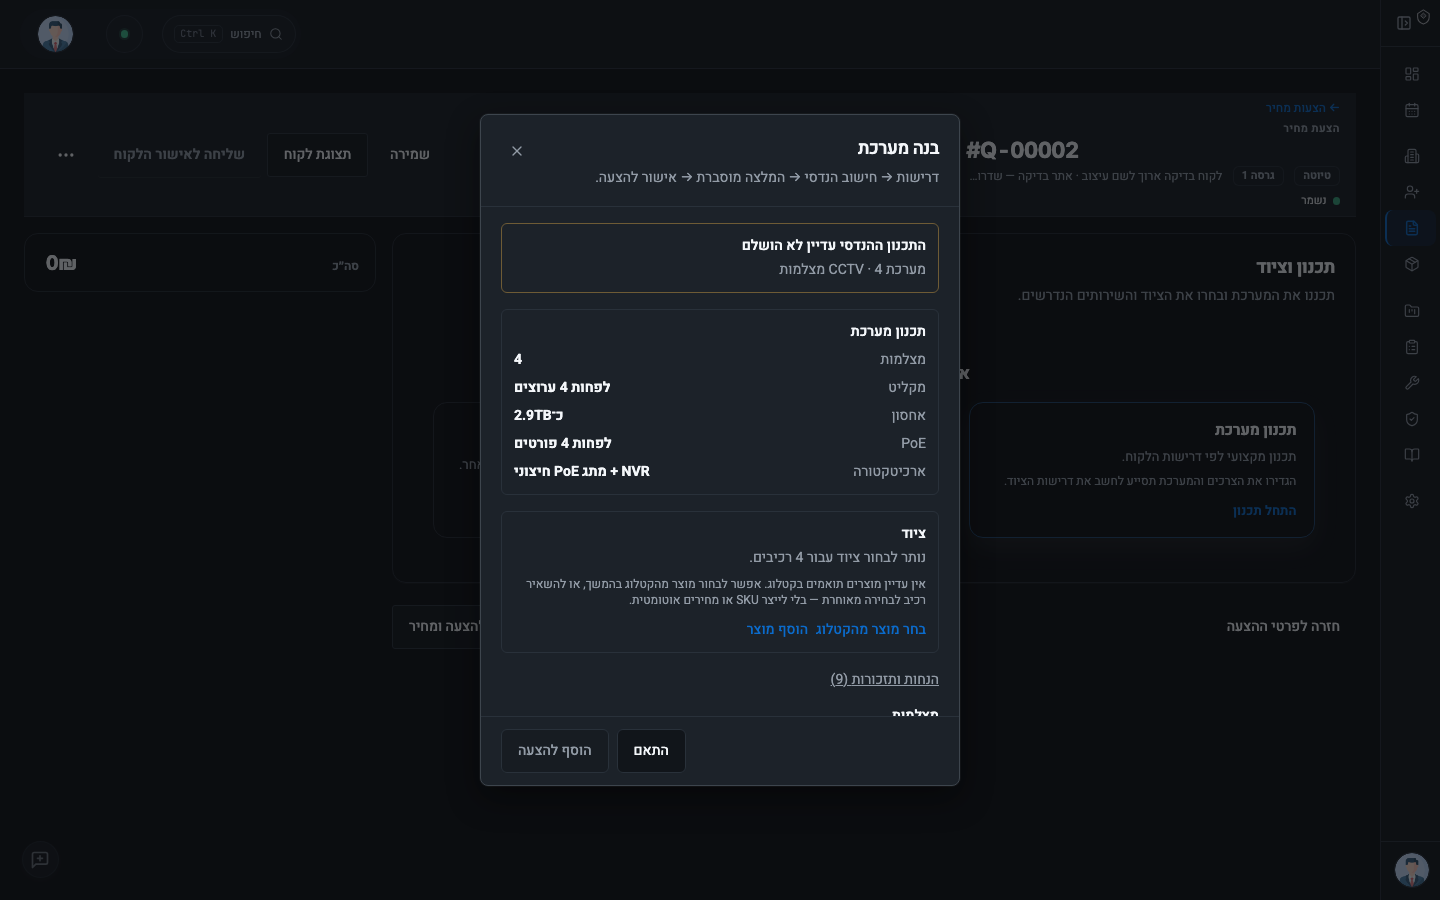 חיפוש
Ctrl K
← הצעות מחיר
הצעת מחיר
#Q-00002
טיוטה
גרסה 1
לקוח בדיקה ארוך לשם עיצוב · אתר בדיקה — שדרו...
נשמר
שמירה
תצוגת לקוח
שליחה לאישור הלקוח
תכנון וציוד
תכננו את המערכת ובחרו את הציוד והשירותים הנדרשים.
תכנון מערכת
תכנון מקצועי לפי דרישות הלקוח.
הגדירו את הצרכים והמערכת תסייע לחשב את דרישות הציוד.
התחל תכנון
חזרה לפרטי ההצעה
סה״כ
₪0
בנה מערכת
דרישות → חישוב הנדסי → המלצה מוסברת → אישור להצעה.
התכנון ההנדסי עדיין לא הושלם
מערכת CCTV · 4 מצלמות
תכנון מערכת
מצלמות
4
מקליט
לפחות 4 ערוצים
אחסון
כ־2.9TB
PoE
לפחות 4 פורטים
ארכיטקטורה
NVR + מתג PoE חיצוני
ציוד
נותר לבחור ציוד עבור 4 רכיבים.
אין עדיין מוצרים תואמים בקטלוג. אפשר לבחור מוצר מהקטלוג בהמשך, או להשאיר
רכיב לבחירה מאוחרת — בלי לייצר SKU או מחירים אוטומטית.
בחר מוצר מהקטלוג
הוסף מוצר
הנחות ותזכורות (9)
מצלמות
התאם
הוסף להצעה